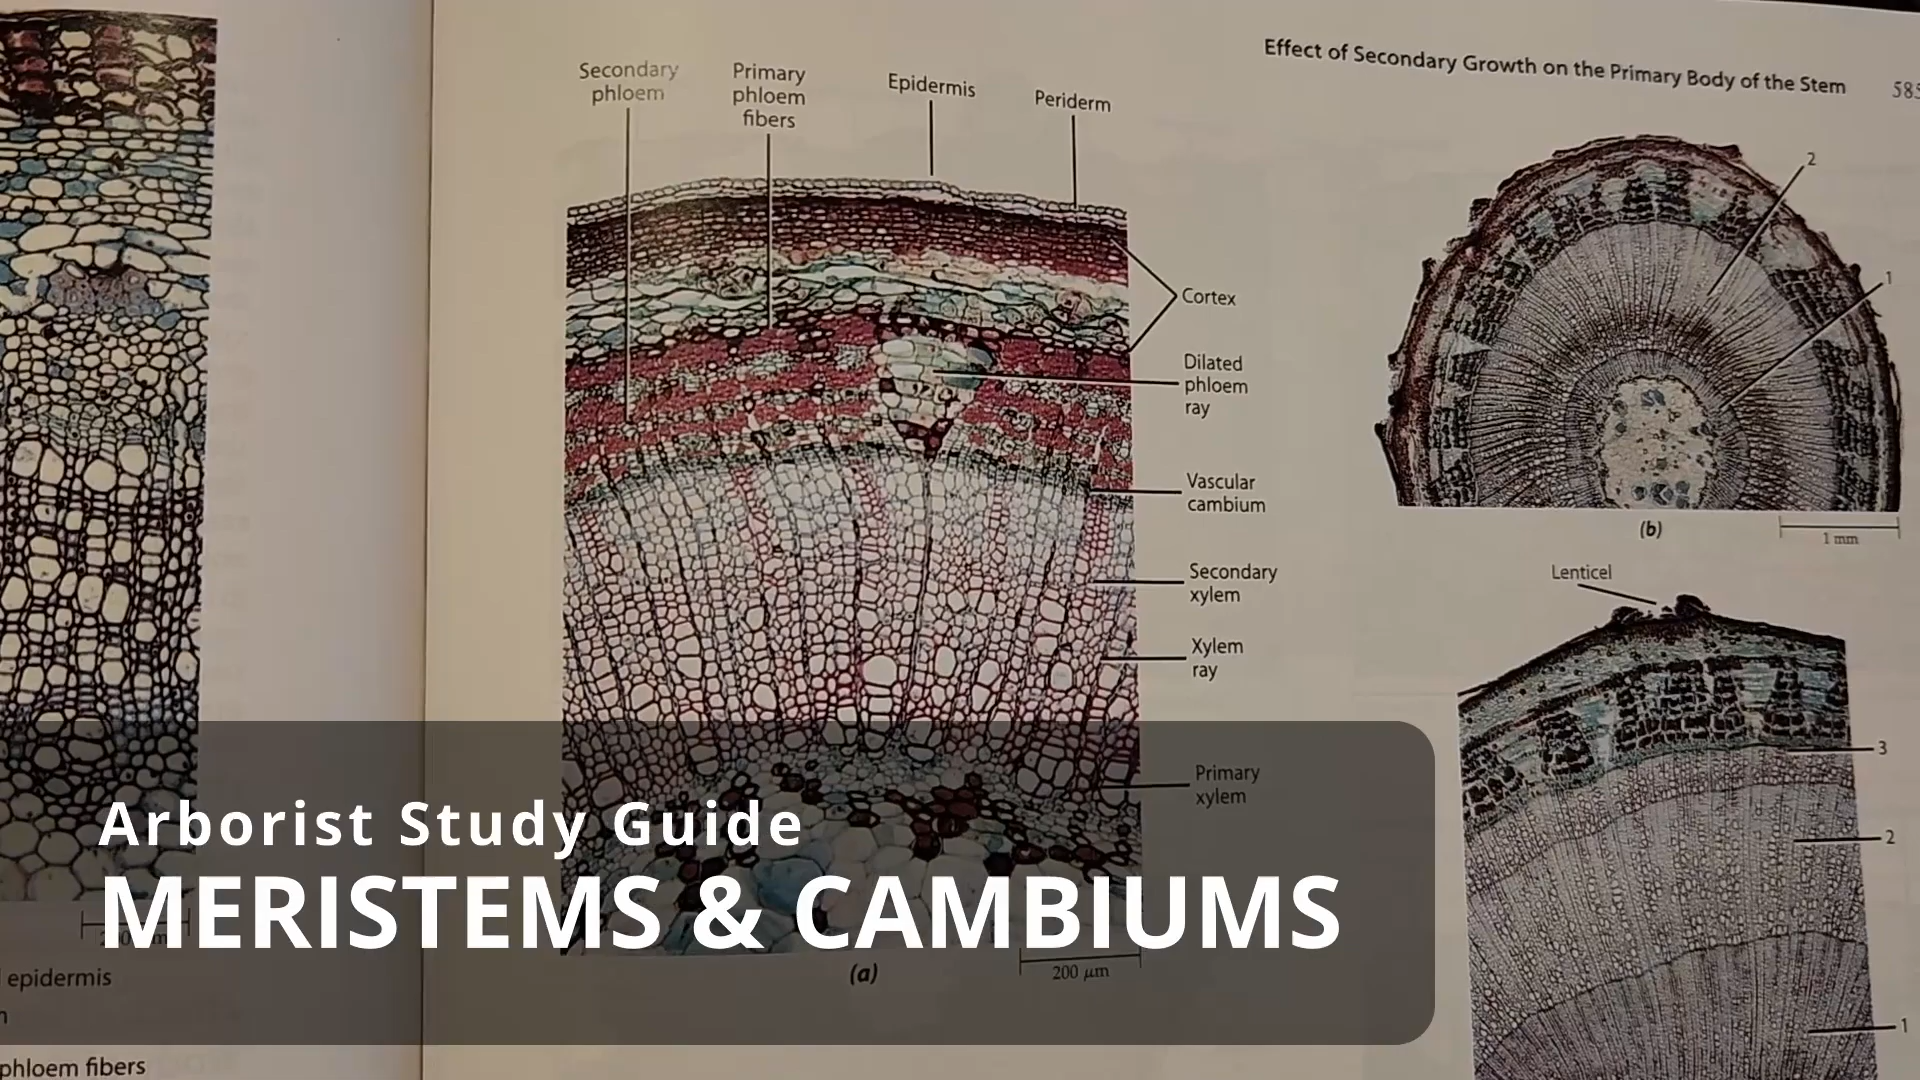 Effect of Secondary Growth on the Primary Body of the Stem
585
Secondary
phloem
Primary
phloem
fibers
Epidermis
Periderm
Cortex
Dilated
phloem
ray
Vascular
cambium
Secondary
xylem
Xylem
ray
Primary
xylem
(a)
200 μm
2
1
(b)
1 mm
Lenticel
3
2
1
epidermis
phloem fibers
Arborist Study Guide
MERISTEMS & CAMBIUMS